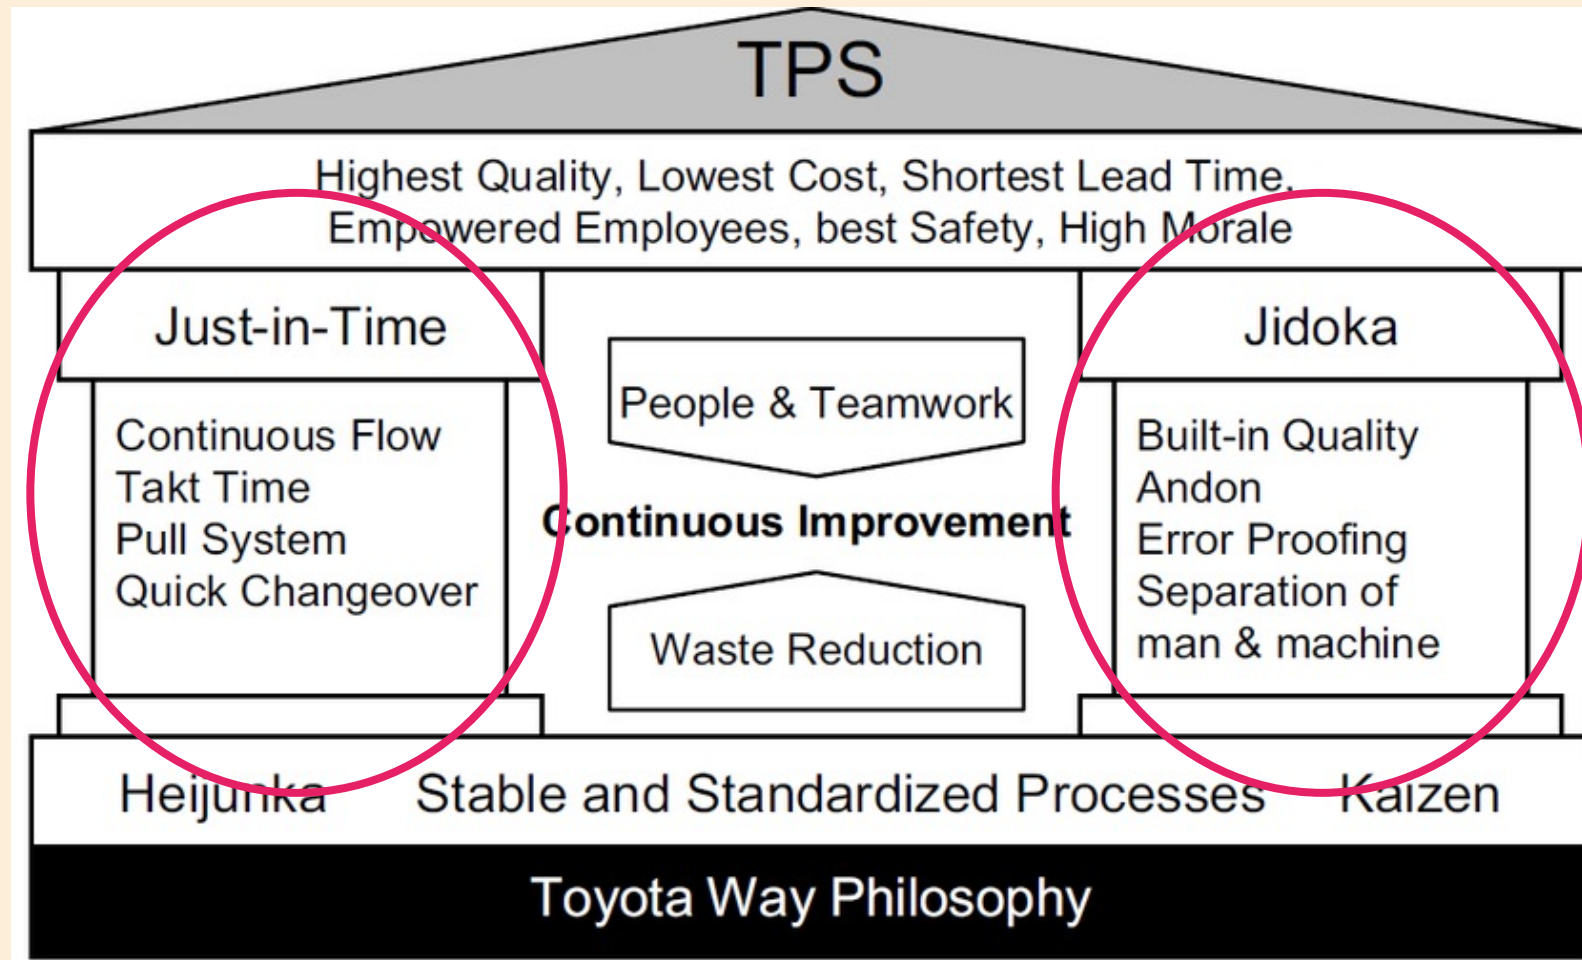 TPS
Highest Quality, Lowest Cost, Shortest Lead Time,
Empowered Employees, best Safety, High Morale
Just-in-Time
Continuous Flow
Takt Time
Pull System
Quick Changeover
People & Teamwork
Continuous Improvement
Waste Reduction
Jidoka
Built-in Quality
Andon
Error Proofing
Separation of
man & machine
Heijunka Stable and Standardized Processes Kaizen
Toyota Way Philosophy